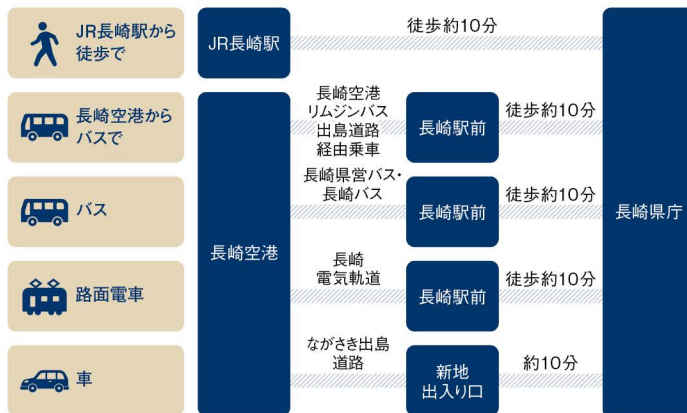 JR長崎駅から
徒歩で
JR長崎駅
徒歩約10分
長崎空港から
バスで
長崎空港
リムジンバス
出島道路
経由乗車
長崎駅前
徒歩約10分
バス
長崎県営バス・
長崎バス
長崎駅前
徒歩約10分
長崎空港
長崎県庁
路面電車
長崎
電気軌道
長崎駅前
徒歩約10分
車
ながさき出島
道路
新地
出入り口
約10分